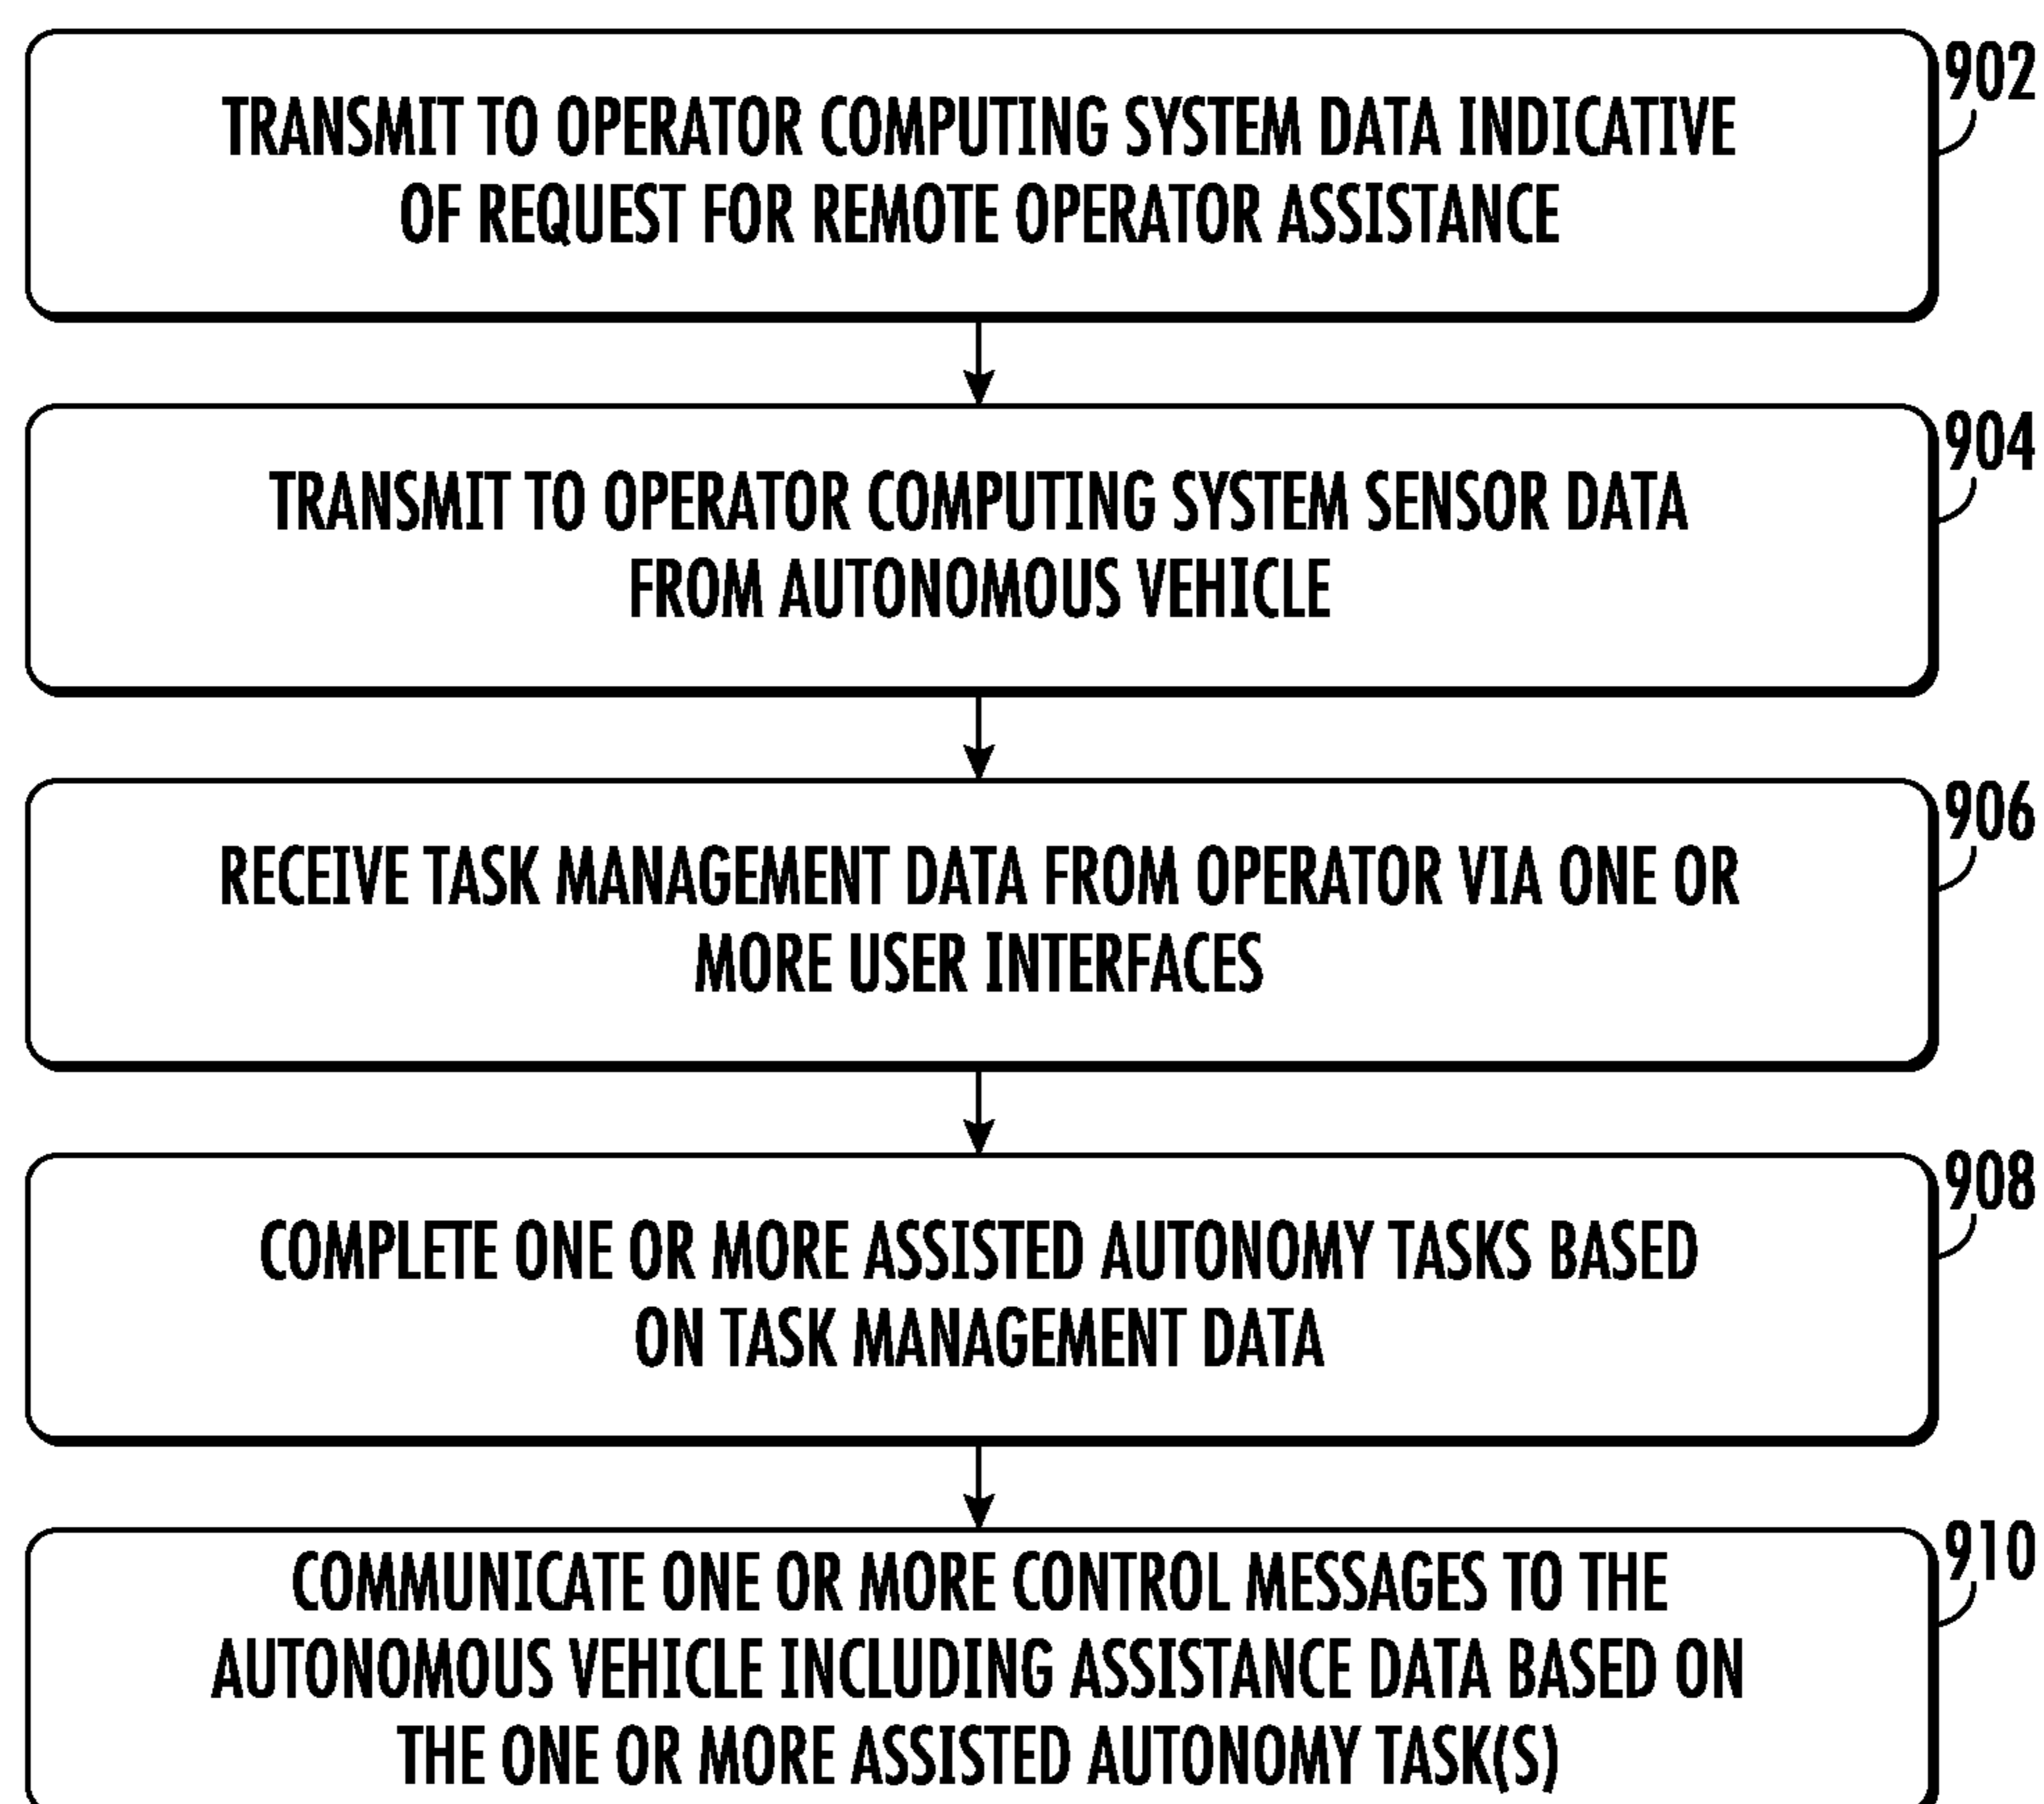 902
TRANSMIT TO OPERATOR COMPUTING SYSTEM DATA INDICATIVE
OF REQUEST FOR REMOTE OPERATOR ASSISTANCE
904
TRANSMIT TO OPERATOR COMPUTING SYSTEM SENSOR DATA
FROM AUTONOMOUS VEHICLE
906
RECEIVE TASK MANAGEMENT DATA FROM OPERATOR VIA ONE OR
MORE USER INTERFACES
908
COMPLETE ONE OR MORE ASSISTED AUTONOMY TASKS BASED
ON TASK MANAGEMENT DATA
910
COMMUNICATE ONE OR MORE CONTROL MESSAGES TO THE
AUTONOMOUS VEHICLE INCLUDING ASSISTANCE DATA BASED ON
THE ONE OR MORE ASSISTED AUTONOMY TASK(S)